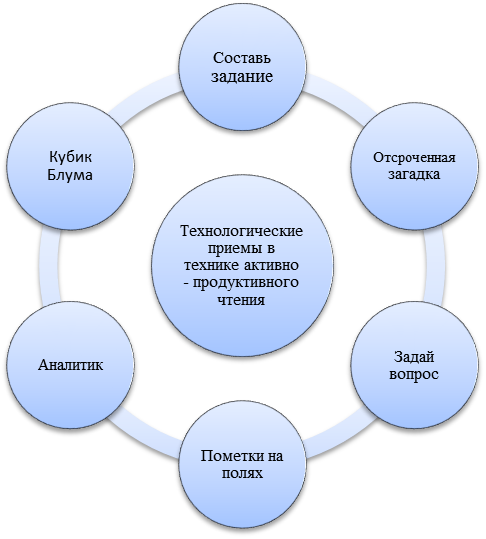 Составь
задание
Отсроченная
загадка
Задай
вопрос
Пометки на
полях
Аналитик
Кубик
Блума
Технологические
приемы в
технике активно
- продуктивного
чтения